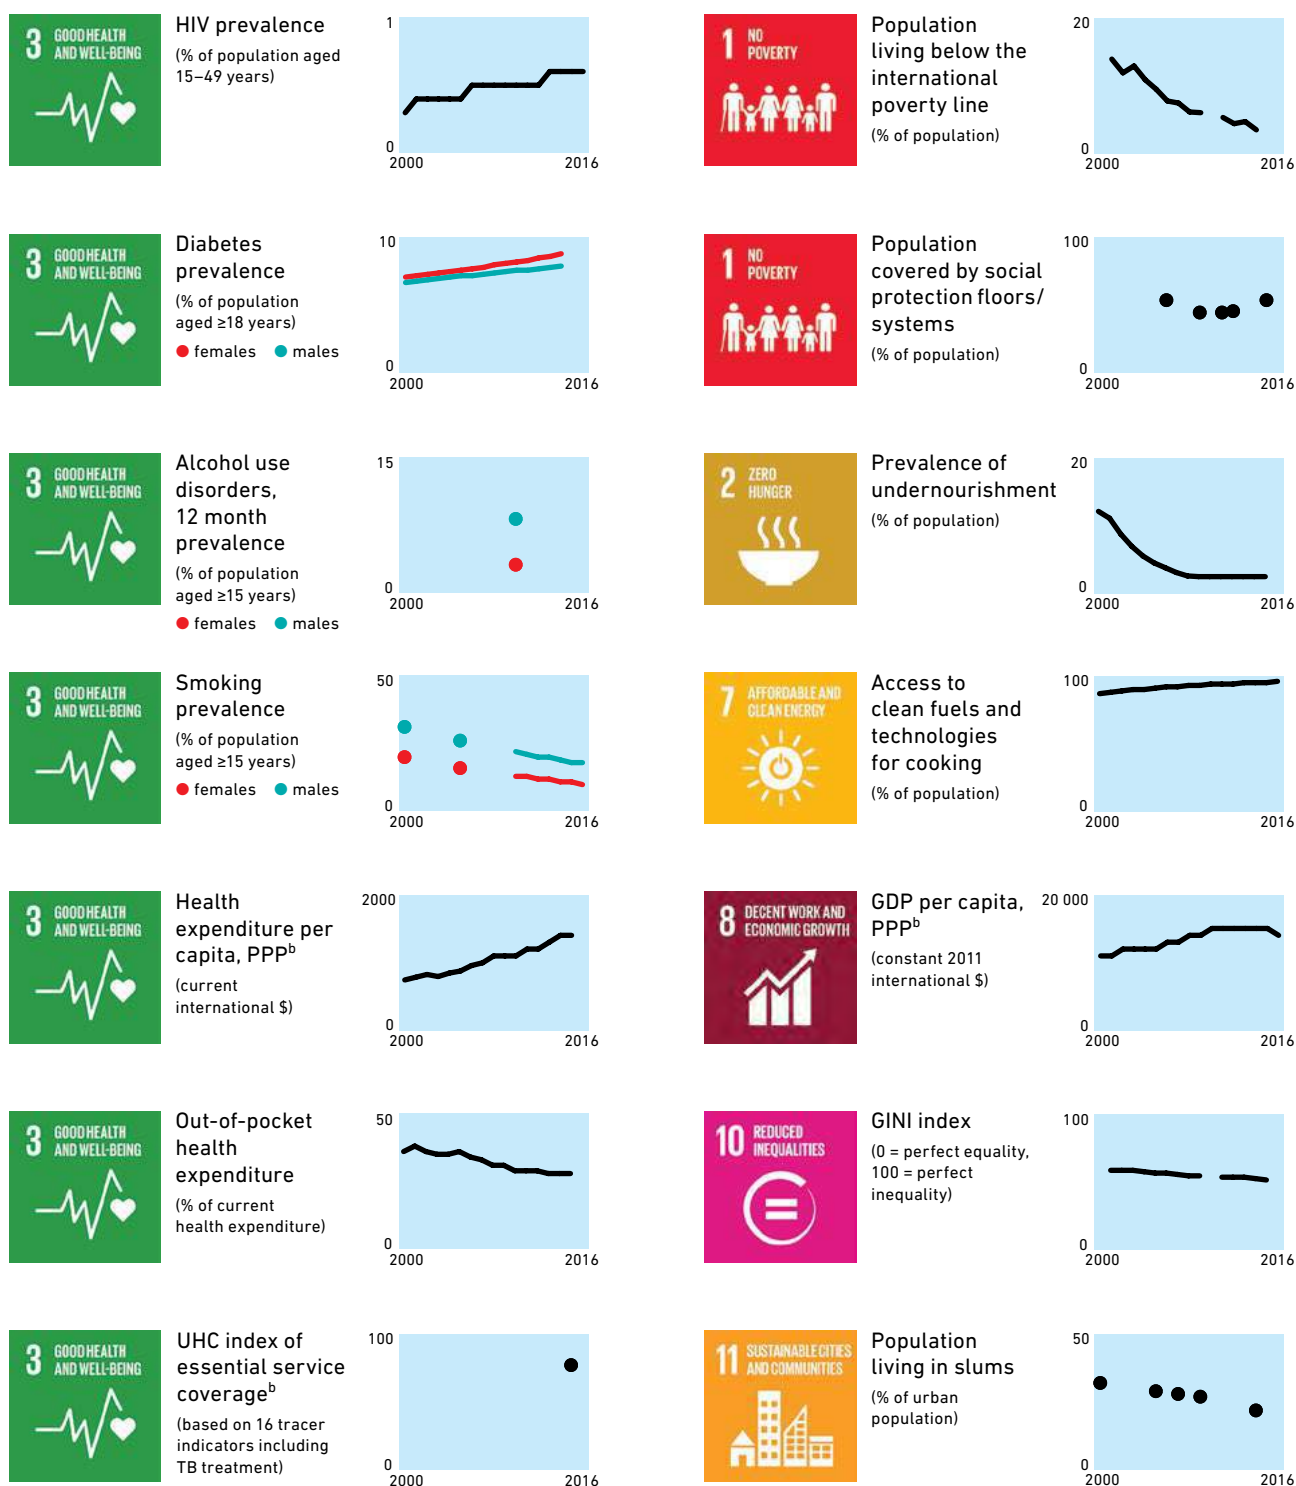 3 GOOD HEALTH
AND WELL-BEING
HIV prevalence
(% of population aged
15–49 years)
1
0
2000 2016
3 GOOD HEALTH
AND WELL-BEING
Diabetes
prevalence
(% of population
aged ≥18 years)
females males
10
0
2000 2016
3 GOOD HEALTH
AND WELL-BEING
Alcohol use
disorders,
12 month
prevalence
(% of population
aged ≥15 years)
females males
15
0
2000 2016
3 GOOD HEALTH
AND WELL-BEING
Smoking
prevalence
(% of population
aged ≥15 years)
females males
50
0
2000 2016
3 GOOD HEALTH
AND WELL-BEING
Health
expenditure per
capita, PPPᵇ
(current
international $)
2000
0
2000 2016
3 GOOD HEALTH
AND WELL-BEING
Out-of-pocket
health
expenditure
(% of current
health expenditure)
50
0
2000 2016
3 GOOD HEALTH
AND WELL-BEING
UHC index of
essential service
coverageᵇ
(based on 16 tracer
indicators including
TB treatment)
100
0
2000 2016
1 NO
POVERTY
Population
living below the
international
poverty line
(% of population)
20
0
2000 2016
1 NO
POVERTY
Population
covered by social
protection floors/
systems
(% of population)
100
0
2000 2016
2 ZERO
HUNGER
Prevalence of
undernourishment
(% of population)
20
0
2000 2016
7 AFFORDABLE AND
CLEAN ENERGY
Access to
clean fuels and
technologies
for cooking
(% of population)
100
0
2000 2016
8 DECENT WORK AND
ECONOMIC GROWTH
GDP per capita,
PPPᵇ
(constant 2011
international $)
20 000
0
2000 2016
10 REDUCED
INEQUALITIES
GINI index
(0 = perfect equality,
100 = perfect
inequality)
100
0
2000 2016
11 SUSTAINABLE CITIES
AND COMMUNITIES
Population
living in slums
(% of urban
population)
50
0
2000 2016